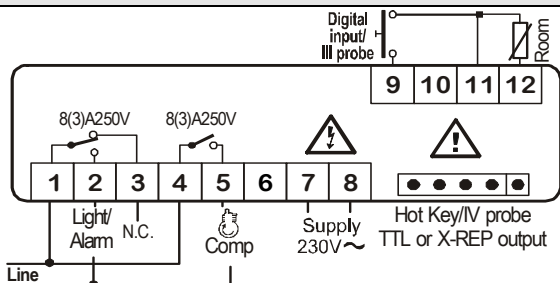 Digital
input/
III probe
Room
9 10 11 12
8(3)A250V
8(3)A250V
1 2 3 4 5 6 7 8
Light/
Alarm
N.C.
Comp
Supply
230V~
Hot Key/IV probe
TTL or X-REP output
Line